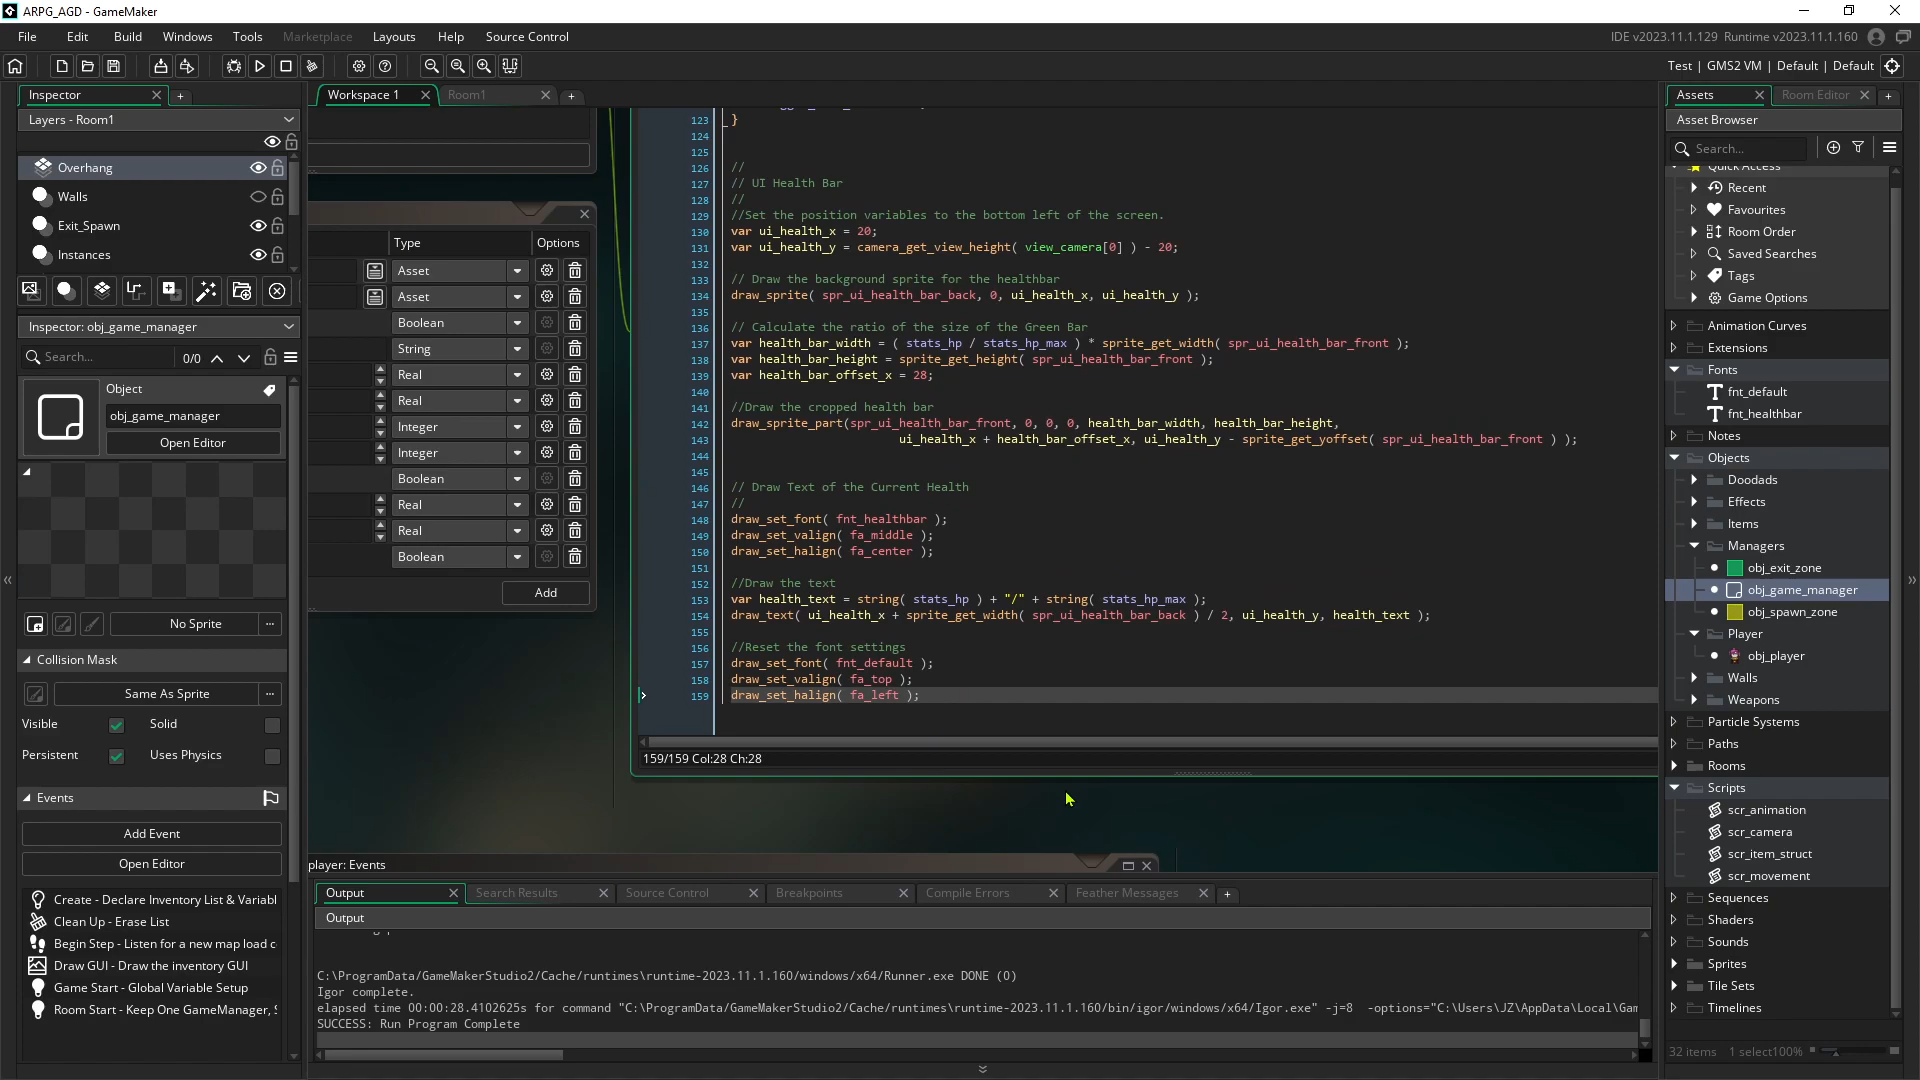 ARPG_AGD - GameMaker
File Edit Build Windows Tools Marketplace Layouts Help Source Control
IDE v2023.11.1.129 Runtime v2023.11.1.160
Test | GMS2 VM | Default | Default
Inspector
Layers - Room1
Overhang
Walls
Exit_Spawn
Instances
Inspector: obj_game_manager
Search... 0/0
Object
obj_game_manager
Open Editor
No Sprite ...
Collision Mask
Same As Sprite ...
Visible Solid
Persistent Uses Physics
Events
Add Event
Open Editor
Create - Declare Inventory List & Variabl
Clean Up - Erase List
Begin Step - Listen for a new map load c
Draw GUI - Draw the inventory GUI
Game Start - Global Variable Setup
Room Start - Keep One GameManager, S
Workspace 1 Room1
Type Options
Asset
Asset
Boolean
String
Real
Real
Integer
Integer
Boolean
Real
Real
Boolean
Add
123 }
124
125
126 //
127 // UI Health Bar
128 //
129 //Set the position variables to the bottom left of the screen.
130 var ui_health_x = 20;
131 var ui_health_y = camera_get_view_height( view_camera[0] ) - 20;
132
133 // Draw the background sprite for the healthbar
134 draw_sprite( spr_ui_health_bar_back, 0, ui_health_x, ui_health_y );
135
136 // Calculate the ratio of the size of the Green Bar
137 var health_bar_width = ( stats_hp / stats_hp_max ) * sprite_get_width( spr_ui_health_bar_front );
138 var health_bar_height = sprite_get_height( spr_ui_health_bar_front );
139 var health_bar_offset_x = 28;
140
141 //Draw the cropped health bar
142 draw_sprite_part(spr_ui_health_bar_front, 0, 0, 0, health_bar_width, health_bar_height,
143 ui_health_x + health_bar_offset_x, ui_health_y - sprite_get_yoffset( spr_ui_health_bar_front ) );
144
145
146 // Draw Text of the Current Health
147 //
148 draw_set_font( fnt_healthbar );
149 draw_set_valign( fa_middle );
150 draw_set_halign( fa_center );
151
152 //Draw the text
153 var health_text = string( stats_hp ) + "/" + string( stats_hp_max );
154 draw_text( ui_health_x + sprite_get_width( spr_ui_health_bar_back ) / 2, ui_health_y, health_text );
155
156 //Reset the font settings
157 draw_set_font( fnt_default );
158 draw_set_valign( fa_top );
159 draw_set_halign( fa_left );
159/159 Col:28 Ch:28
player: Events
Output Search Results Source Control Breakpoints Compile Errors Feather Messages
Output
C:\ProgramData/GameMakerStudio2/Cache/runtimes\runtime-2023.11.1.160/windows/x64/Runner.exe DONE (0)
Igor complete.
elapsed time 00:00:28.4102625s for command "C:\ProgramData/GameMakerStudio2/Cache/runtimes\runtime-2023.11.1.160/bin/igor/windows/x64/Igor.exe" -j=8 -options="C:\Users\JZ\AppData\Local\Gam
SUCCESS: Run Program Complete
Assets Room Editor
Asset Browser
Search...
Quick Access
Recent
Favourites
Room Order
Saved Searches
Tags
Game Options
Animation Curves
Extensions
Fonts
fnt_default
fnt_healthbar
Notes
Objects
Doodads
Effects
Items
Managers
obj_exit_zone
obj_game_manager
obj_spawn_zone
Player
obj_player
Walls
Weapons
Particle Systems
Paths
Rooms
Scripts
scr_animation
scr_camera
scr_item_struct
scr_movement
Sequences
Shaders
Sounds
Sprites
Tile Sets
Timelines
32 items 1 select100%